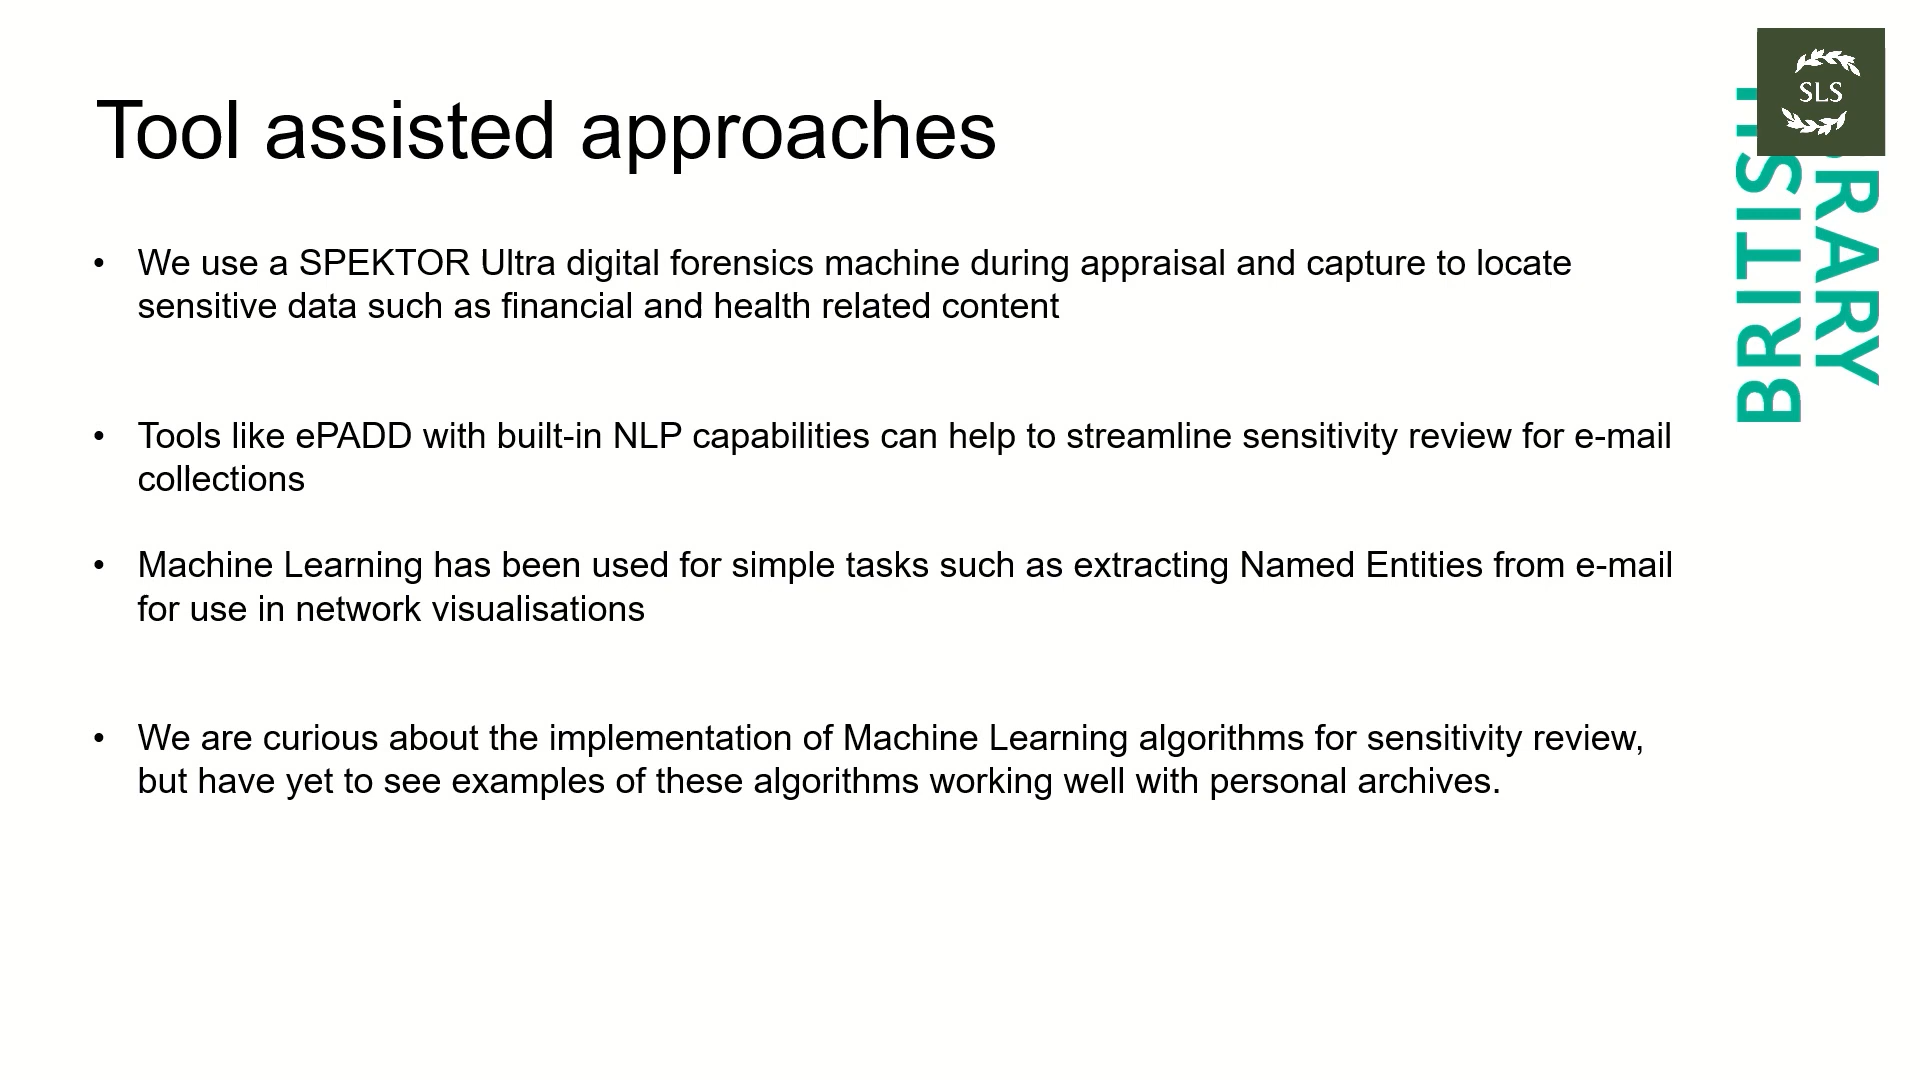 Tool assisted approaches
SLS
• We use a SPEKTOR Ultra digital forensics machine during appraisal and capture to locate
sensitive data such as financial and health related content
• Tools like ePADD with built-in NLP capabilities can help to streamline sensitivity review for e-mail
collections
• Machine Learning has been used for simple tasks such as extracting Named Entities from e-mail
for use in network visualisations
• We are curious about the implementation of Machine Learning algorithms for sensitivity review,
but have yet to see examples of these algorithms working well with personal archives.